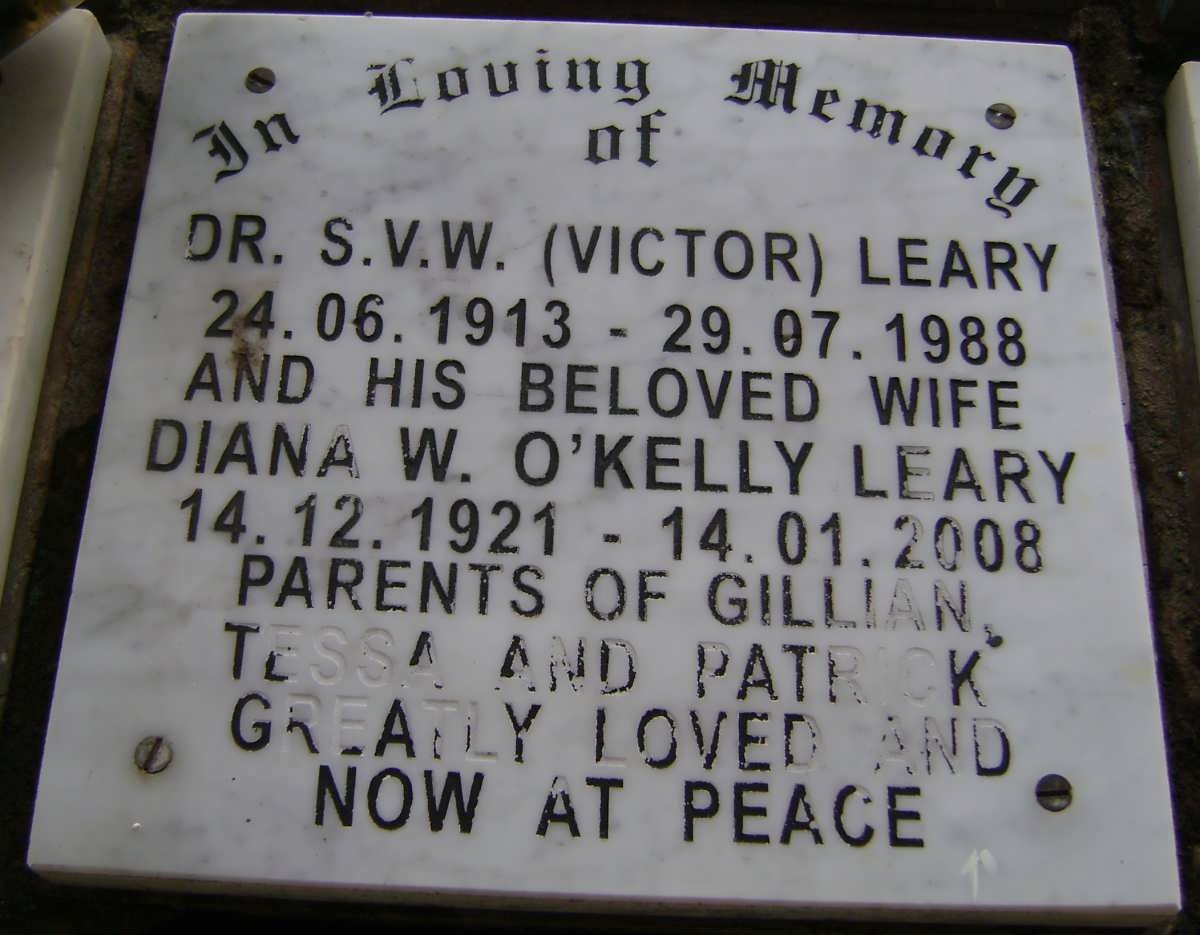 In Loving Memory
of
DR. S.V.W. (VICTOR) LEARY
24.06.1913 - 29.07.1988
AND HIS BELOVED WIFE
DIANA W. O'KELLY LEARY
14.12.1921 - 14.01.2008
PARENTS OF GILLIAN,
TESSA AND PATRICK
GREATLY LOVED AND
NOW AT PEACE